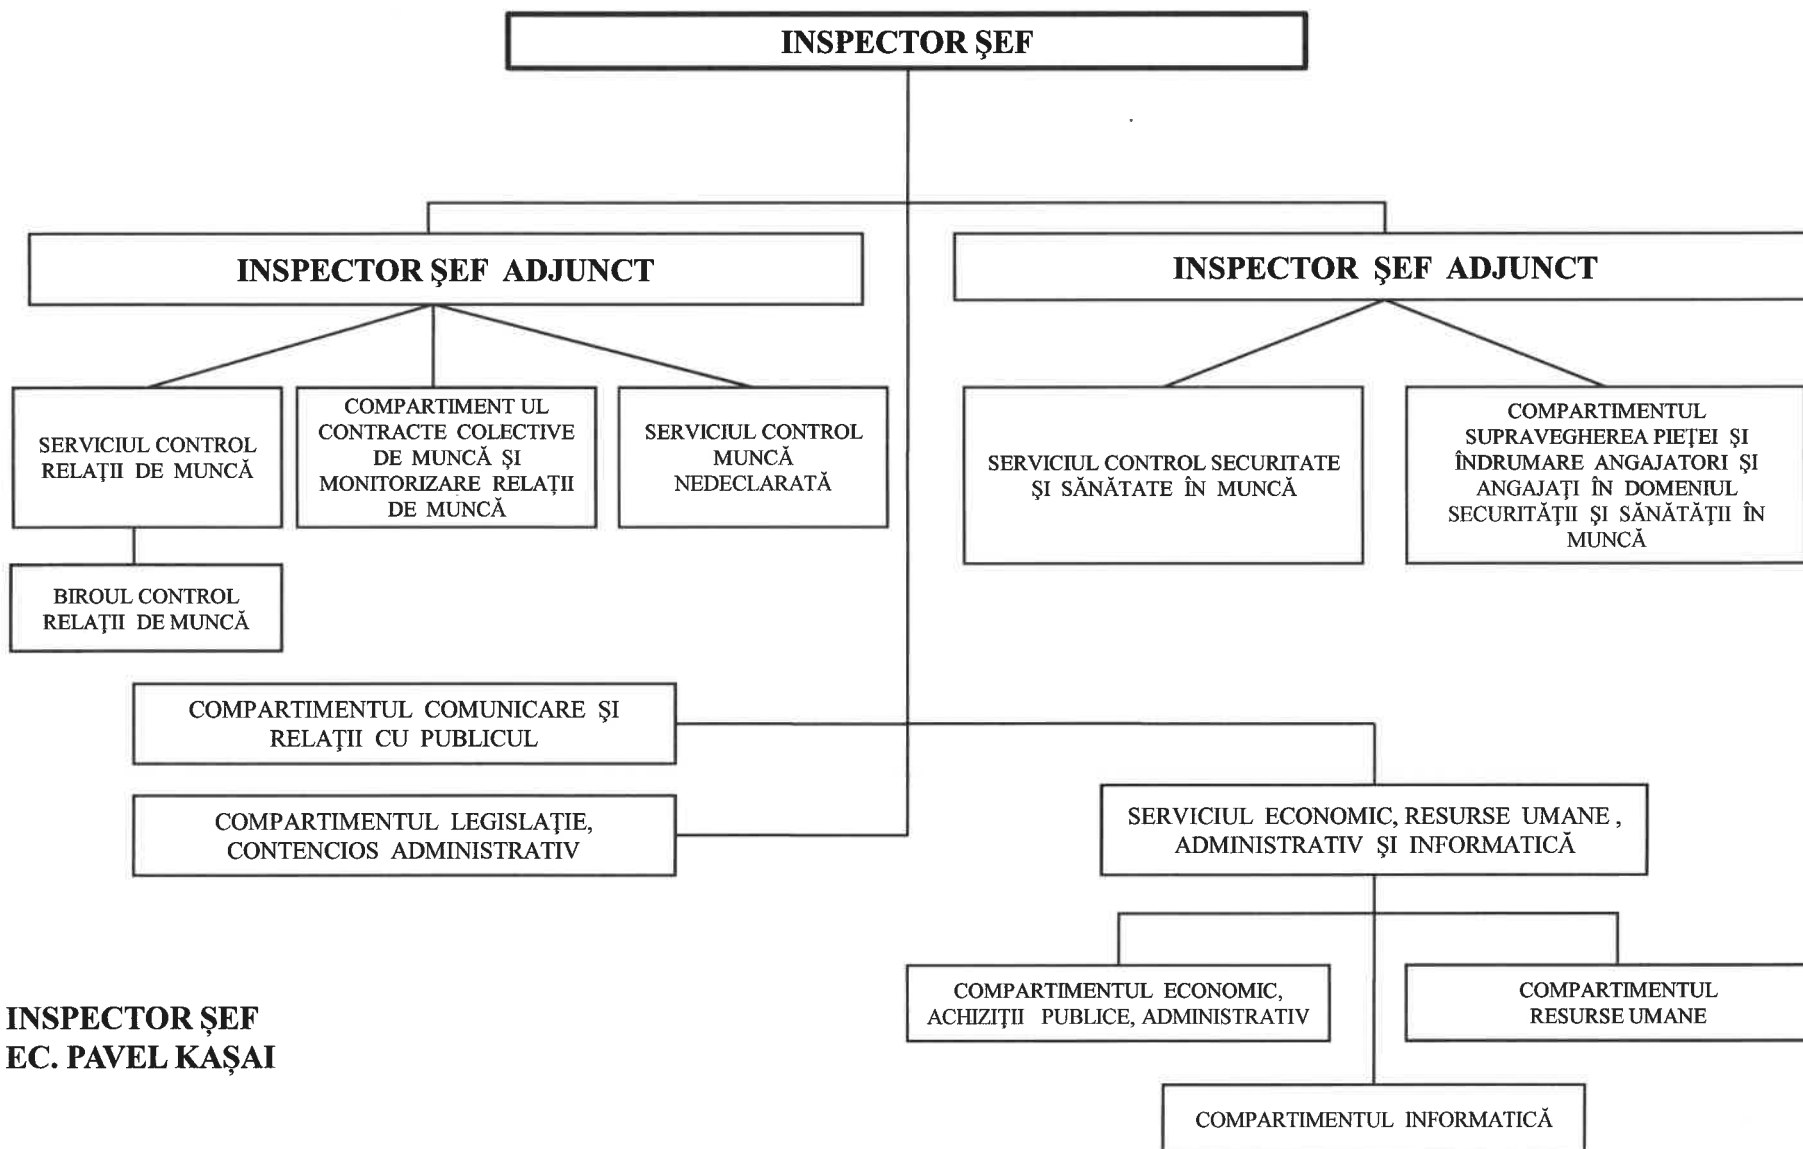 INSPECTOR ŞEF
INSPECTOR ŞEF ADJUNCT
INSPECTOR ŞEF ADJUNCT
SERVICIUL CONTROL
RELAŢII DE MUNCĂ
COMPARTIMENT UL
CONTRACTE COLECTIVE
DE MUNCĂ ŞI
MONITORIZARE RELAŢII
DE MUNCĂ
SERVICIUL CONTROL
MUNCĂ
NEDECLARATĂ
SERVICIUL CONTROL SECURITATE
ŞI SĂNĂTATE ÎN MUNCĂ
COMPARTIMENTUL
SUPRAVEGHEREA PIEŢEI ŞI
ÎNDRUMARE ANGAJATORI ŞI
ANGAJAŢI ÎN DOMENIUL
SECURITĂŢII ŞI SĂNĂTĂŢII ÎN
MUNCĂ
BIROUL CONTROL
RELAŢII DE MUNCĂ
COMPARTIMENTUL COMUNICARE ŞI
RELAŢII CU PUBLICUL
COMPARTIMENTUL LEGISLAŢIE,
CONTENCIOS ADMINISTRATIV
SERVICIUL ECONOMIC, RESURSE UMANE ,
ADMINISTRATIV ŞI INFORMATICĂ
COMPARTIMENTUL ECONOMIC,
ACHIZIŢII PUBLICE, ADMINISTRATIV
COMPARTIMENTUL
RESURSE UMANE
COMPARTIMENTUL INFORMATICĂ
INSPECTOR ȘEF
EC. PAVEL KAȘAI